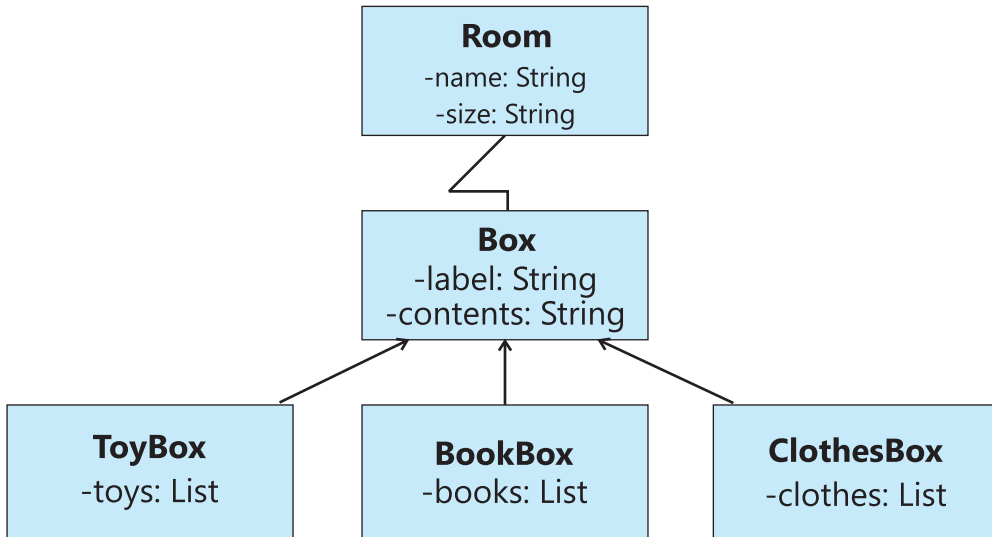 Room
-name: String
-size: String
Box
-label: String
-contents: String
ToyBox
-toys: List
BookBox
-books: List
ClothesBox
-clothes: List